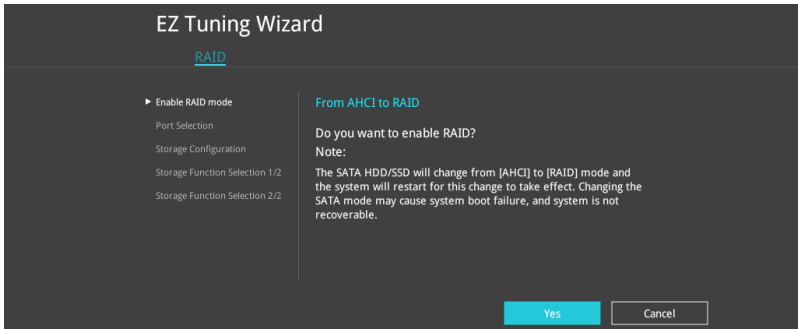 EZ Tuning Wizard
RAID
Enable RAID mode
Port Selection
Storage Configuration
Storage Function Selection 1/2
Storage Function Selection 2/2
From AHCI to RAID
Do you want to enable RAID?
Note:
The SATA HDD/SSD will change from [AHCI] to [RAID] mode and
the system will restart for this change to take effect. Changing the
SATA mode may cause system boot failure, and system is not
recoverable.
Yes
Cancel